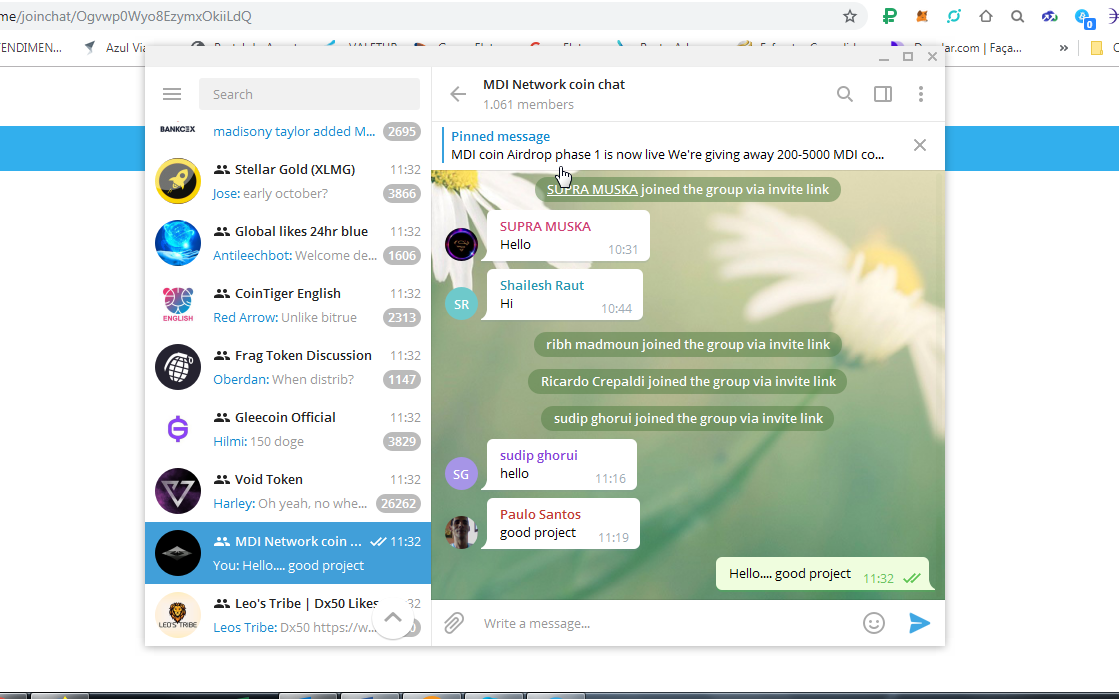 me/joinchat/Ogvwp0Wyo8EzymxOkiiLdQ
ENDIMEN...
Azul Via
.com | Faça...
»
Search
MDI Network coin chat
1.061 members
Pinned message
MDI coin Airdrop phase 1 is now live We're giving away 200-5000 MDI co...
BANKCEX
madisony taylor added M...
2695
Stellar Gold (XLMG)
11:32
Jose: early october?
3866
Global likes 24hr blue
11:32
Antileechbot: Welcome de...
1606
CoinTiger English
11:32
ENGLISH
Red Arrow: Unlike bitrue
2313
Frag Token Discussion
11:32
Oberdan: When distrib?
1147
Gleecoin Official
11:32
Hilmi: 150 doge
3829
Void Token
11:32
Harley: Oh yeah, no whe...
26262
MDI Network coin ...
11:32
You: Hello.... good project
Leo's Tribe | Dx50 Likes
32
LEO'S TRIBE
Leos Tribe: Dx50 https://w...
SUPRA MUSKA joined the group via invite link
SUPRA MUSKA
Hello
10:31
SR
Shailesh Raut
Hi
10:44
ribh madmoun joined the group via invite link
Ricardo Crepaldi joined the group via invite link
sudip ghorui joined the group via invite link
SG
sudip ghorui
hello
11:16
Paulo Santos
good project
11:19
Hello.... good project
11:32
Write a message...